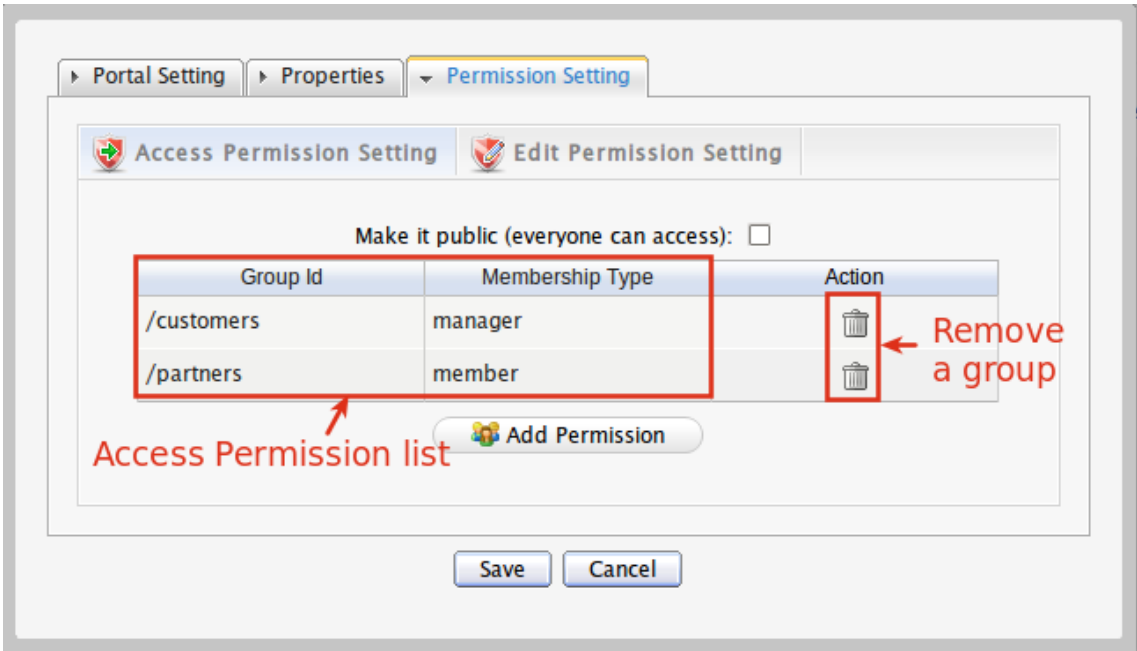 Portal Setting Properties Permission Setting
Access Permission Setting Edit Permission Setting
Make it public (everyone can access):
Group Id Membership Type Action
/customers manager
/partners member
Remove
a group
Add Permission
Access Permission list
Save Cancel